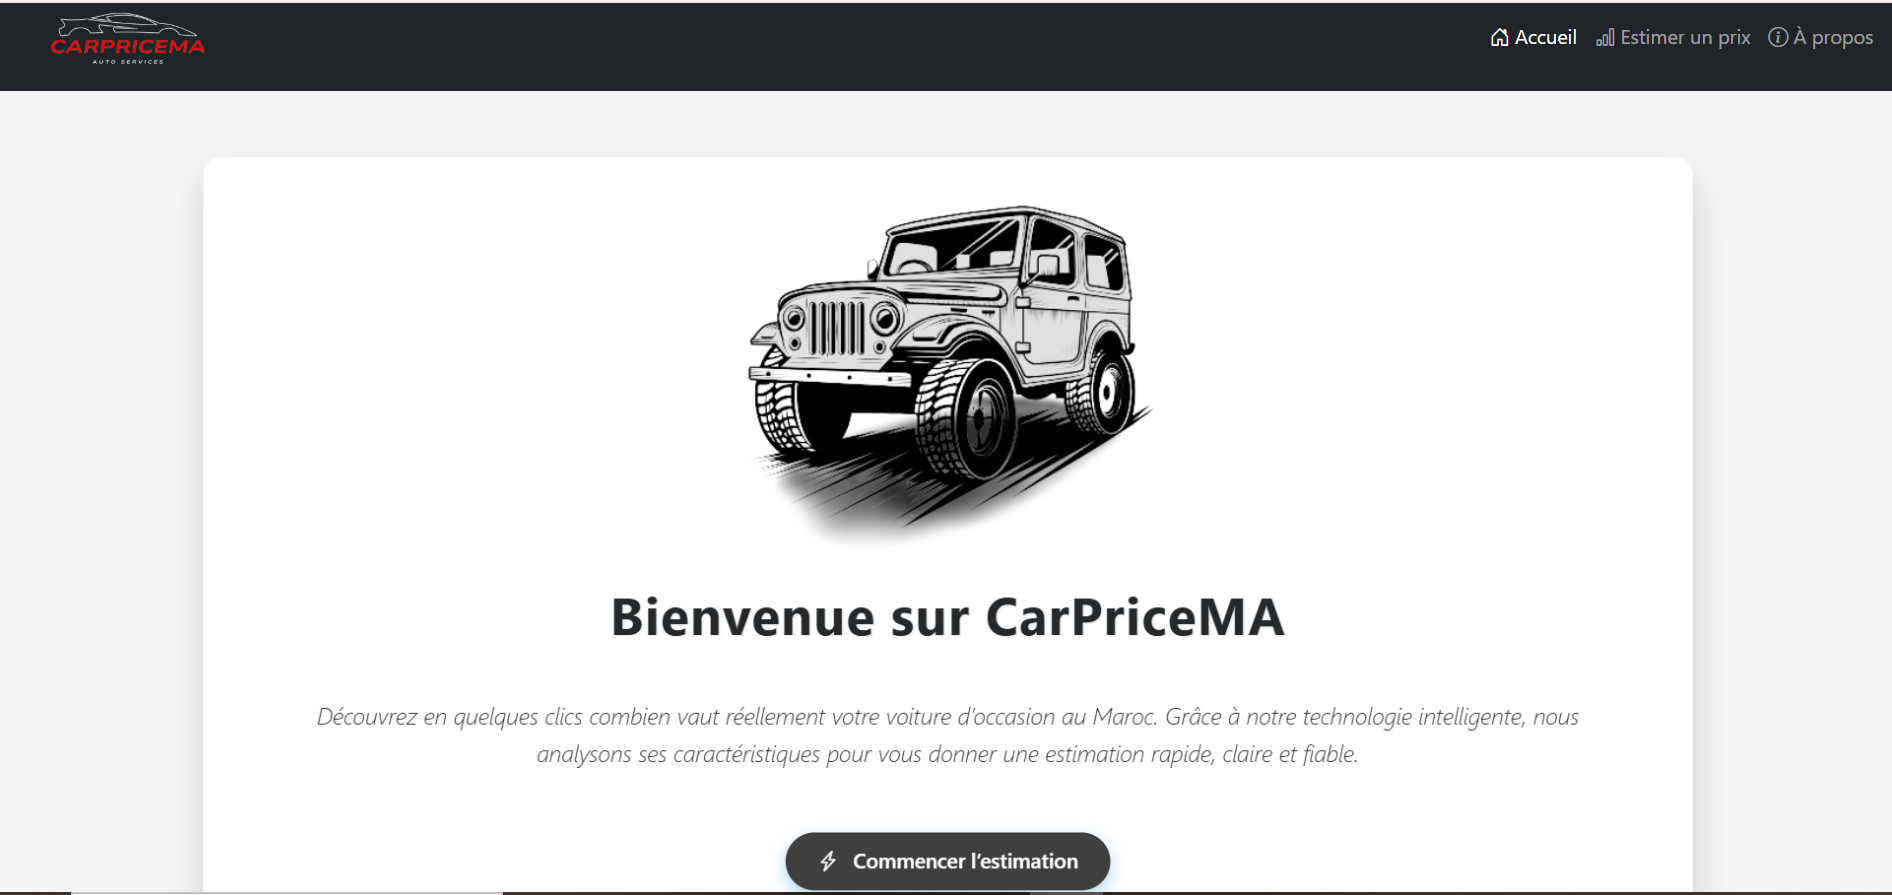 CARPRICEMA
AUTO SERVICES
Accueil
Estimer un prix
À propos
Bienvenue sur CarPriceMA
Découvrez en quelques clics combien vaut réellement votre voiture d’occasion au Maroc. Grâce à notre technologie intelligente, nous
analysons ses caractéristiques pour vous donner une estimation rapide, claire et fiable.
Commencer l’estimation